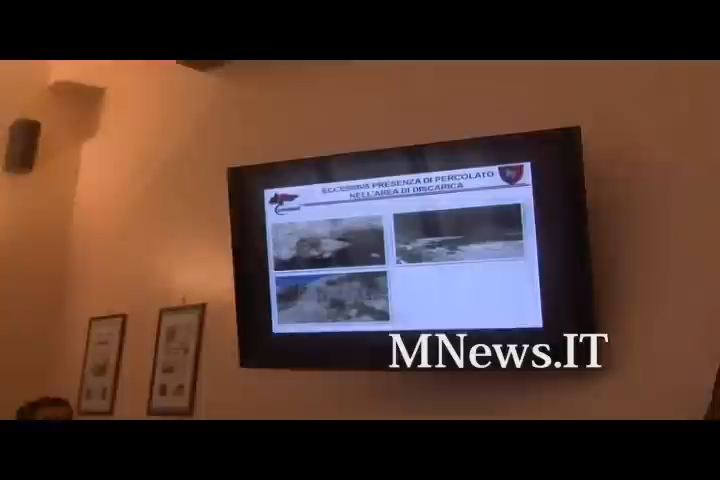 ECCESSIVA PRESENZA DI PERCOLATO
NELL'AREA DI DISCARICA
MNews.IT